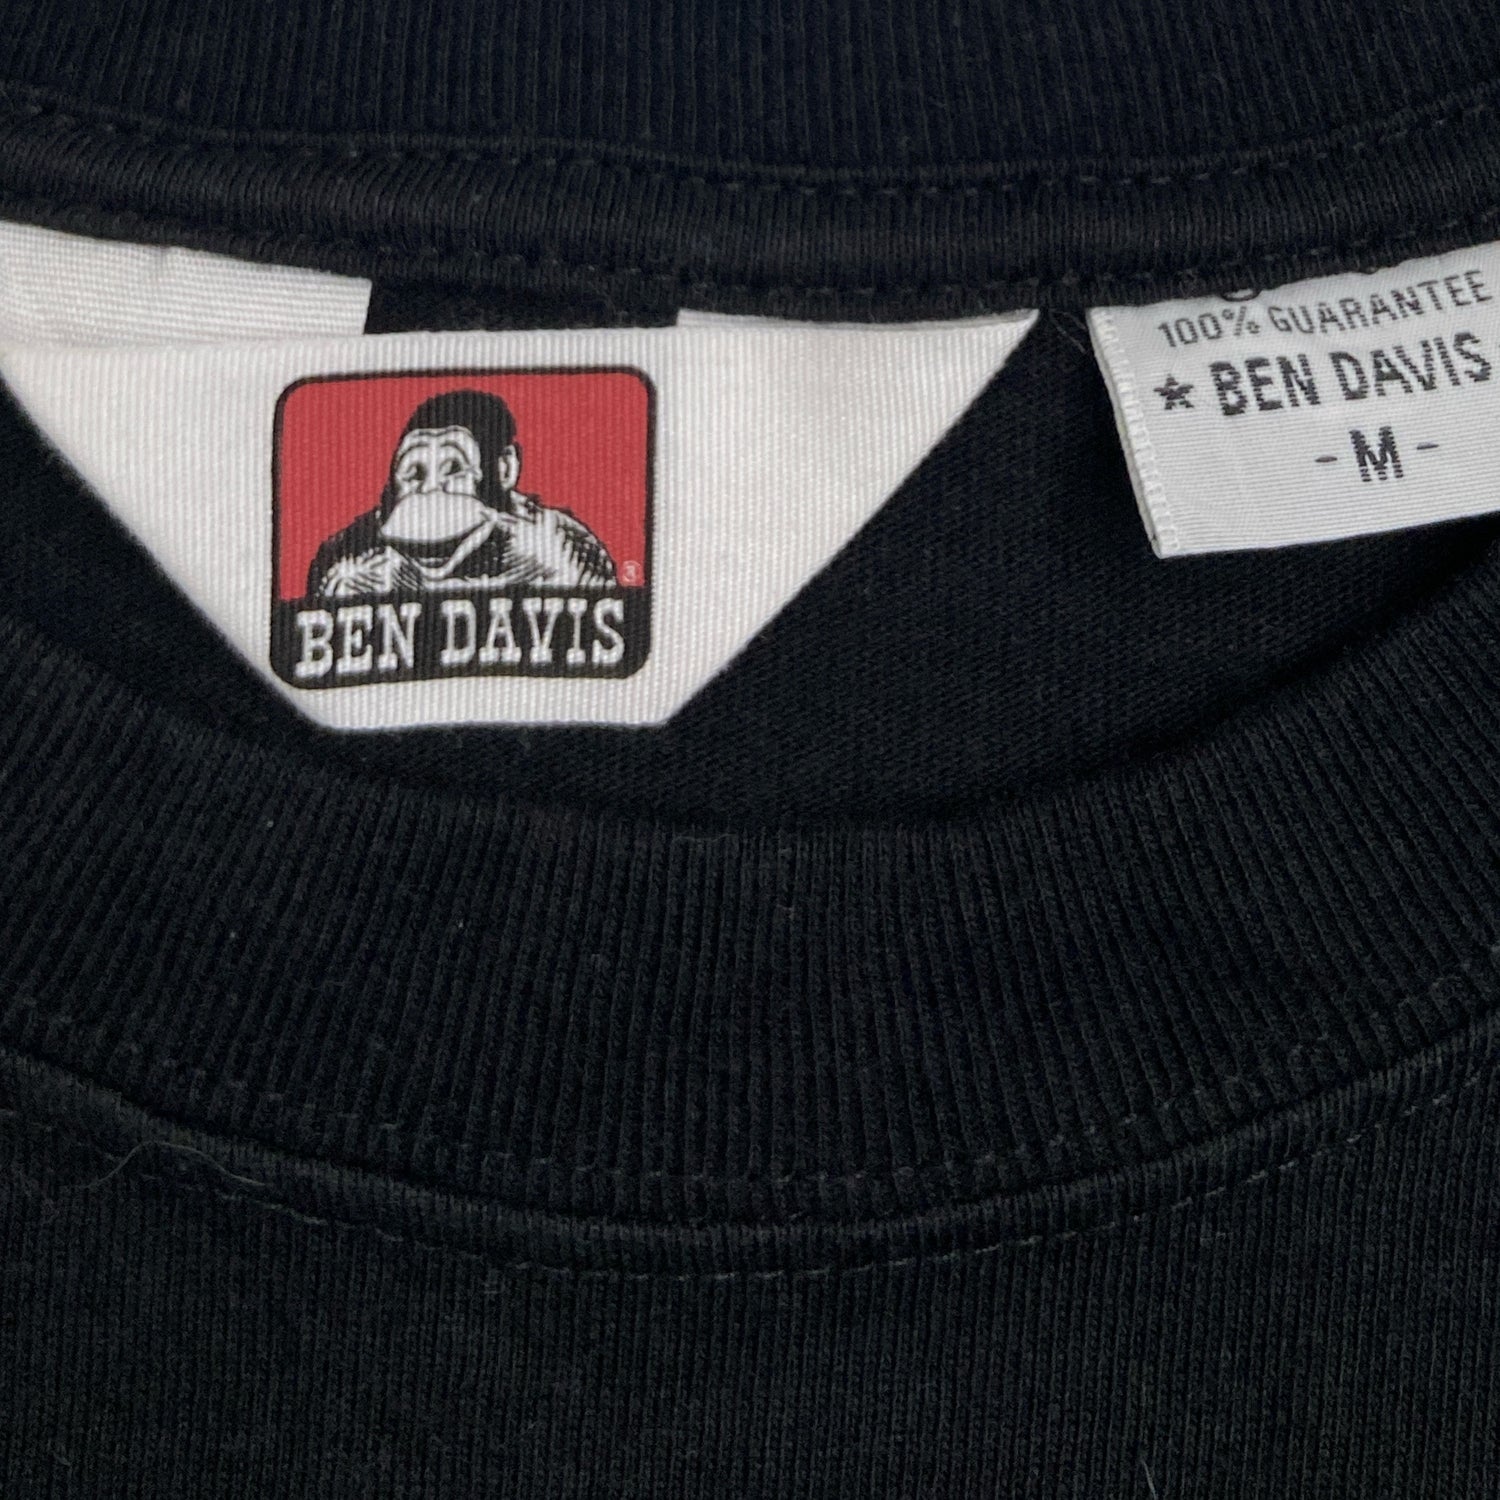 BEN DAVIS
100% GUARANTEE
★ BEN DAVIS
- M -